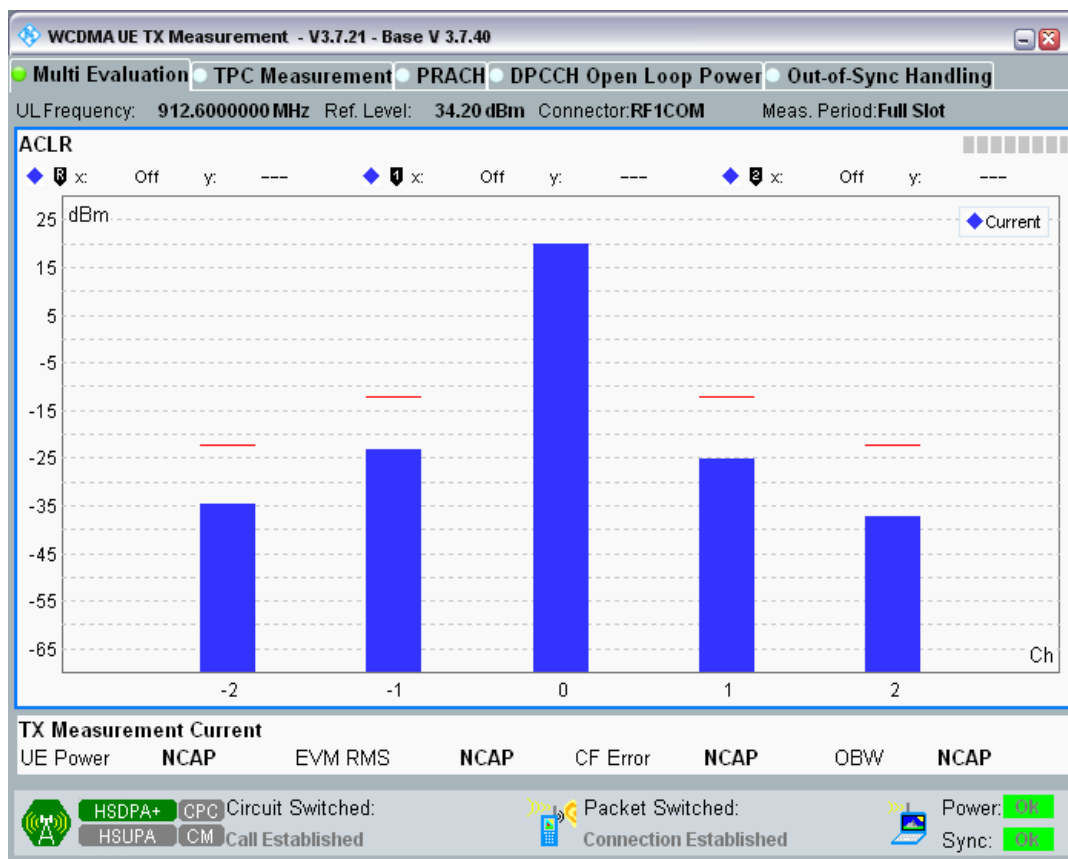 WCDMA UE TX Measurement - V3.7.21 - Base V 3.7.40
Multi Evaluation TPC Measurement PRACH DPCCH Open Loop Power Out-of-Sync Handling
UL Frequency: 912.6000000 MHz Ref. Level: 34.20 dBm Connector:RF1COM Meas. Period:Full Slot
ACLR
R x: Off y: --- 1 x: Off y: --- 2 x: Off y: ---
dBm
Current
25
15
5
-5
-15
-25
-35
-45
-55
-65
Ch
-2 -1 0 1 2
TX Measurement Current
UE Power NCAP EVM RMS NCAP CF Error NCAP OBW NCAP
HSDPA+ CPC Circuit Switched: Packet Switched: Power: Ok
HSUPA CM Call Established Connection Established Sync: Ok